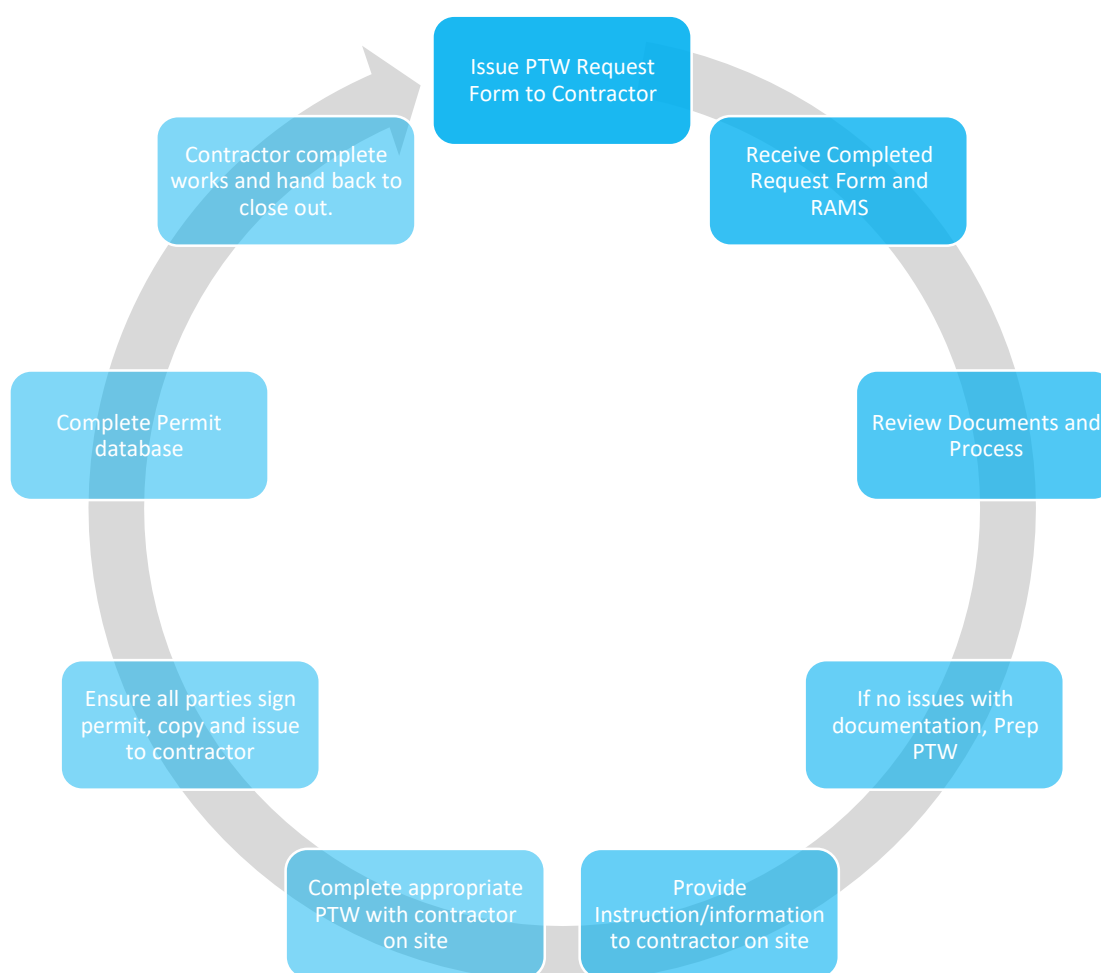 Issue PTW Request
Form to Contractor
Receive Completed
Request Form and
RAMS
Review Documents and
Process
If no issues with
documentation, Prep
PTW
Provide
Instruction/information
to contractor on site
Complete appropriate
PTW with contractor
on site
Ensure all parties sign
permit, copy and issue
to contractor
Complete Permit
database
Contractor complete
works and hand back to
close out.